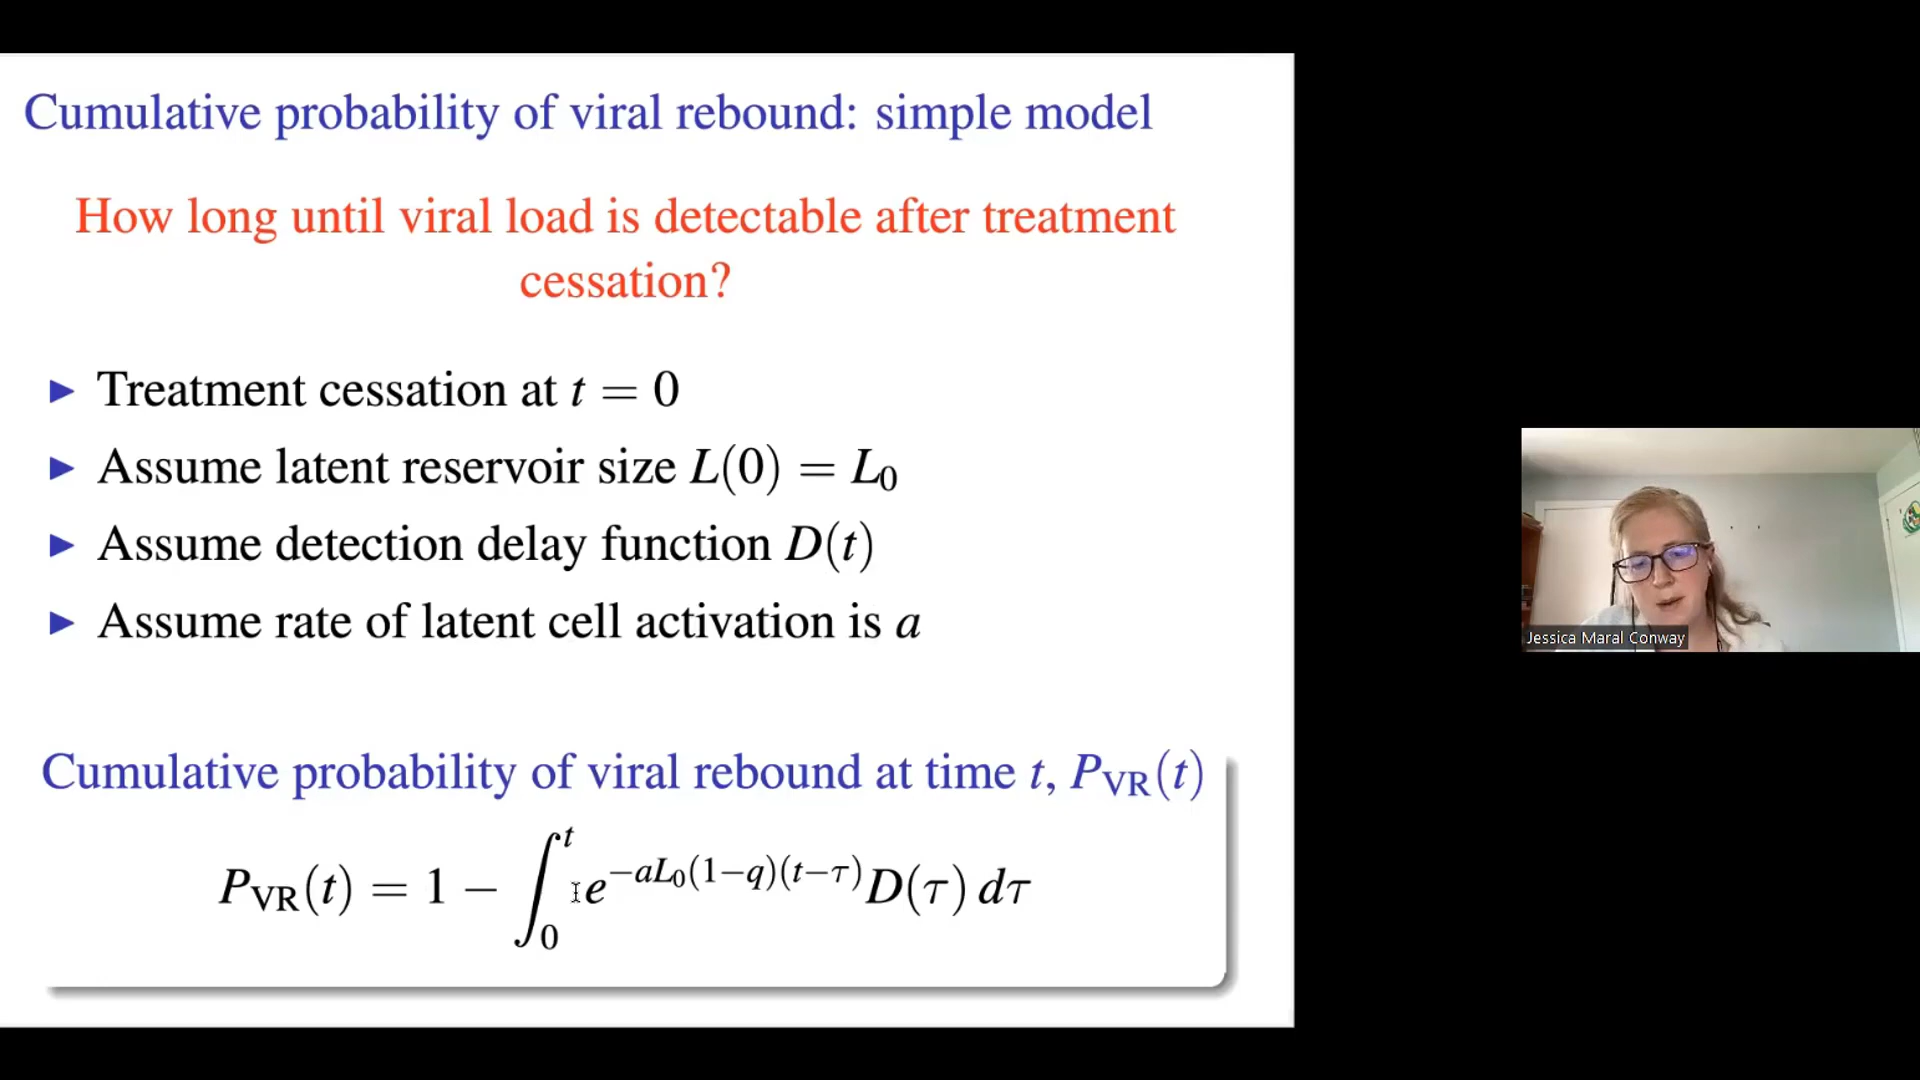 Cumulative probability of viral rebound: simple model
How long until viral load is detectable after treatment
cessation?
▶ Treatment cessation at t = 0
▶ Assume latent reservoir size L(0) = L₀
▶ Assume detection delay function D(t)
▶ Assume rate of latent cell activation is a
Cumulative probability of viral rebound at time t, P_VR(t)
P_VR(t) = 1 − ∫₀ᵗ e^{−aL₀(1−q)(t−τ)} D(τ) dτ
Jessica Maral Conway